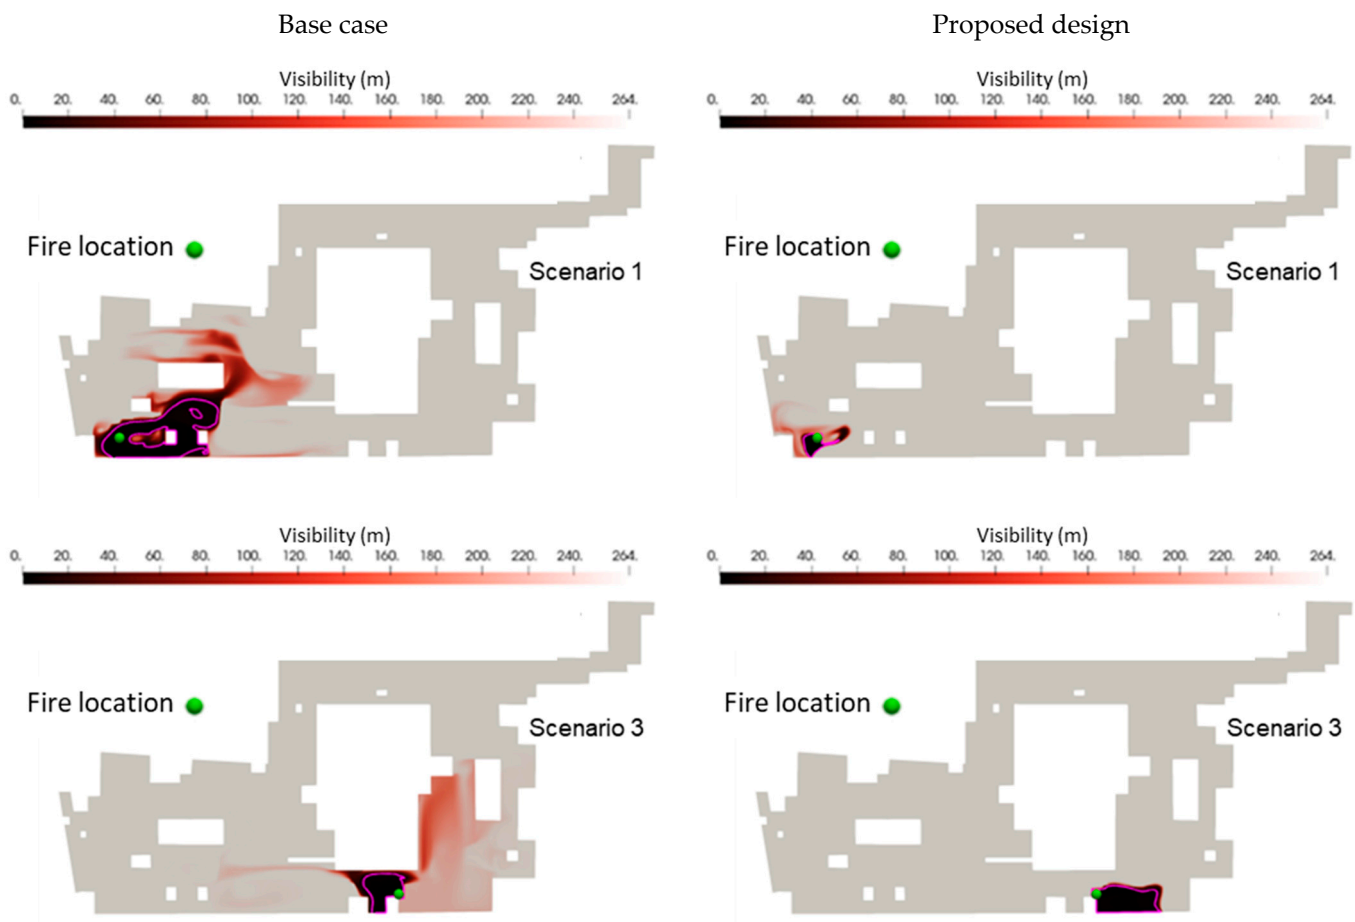 Base case
Proposed design
Visibility (m)
0. 20. 40. 60. 80. 100. 120. 140. 160. 180. 200. 220. 240. 264.
Fire location
Scenario 1
Visibility (m)
0. 20. 40. 60. 80. 100. 120. 140. 160. 180. 200. 220. 240. 264.
Fire location
Scenario 1
Visibility (m)
0. 20. 40. 60. 80. 100. 120. 140. 160. 180. 200. 220. 240. 264.
Fire location
Scenario 3
Visibility (m)
0. 20. 40. 60. 80. 100. 120. 140. 160. 180. 200. 220. 240. 264.
Fire location
Scenario 3